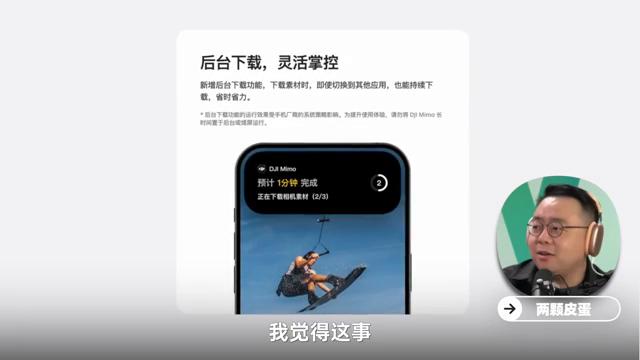 后台下载，灵活掌控
新增后台下载功能，下载素材时，即使切换到其他应用，也能持续下
载，省时省力。
* 后台下载功能的运行效果受手机厂商的系统策略影响。为提升使用体验，请勿将 DJI Mimo 长
时间置于后台或熄屏运行。
DJI Mimo
预计 1分钟 完成
2
正在下载相机素材（2/3）
两颗皮蛋
我觉得这事